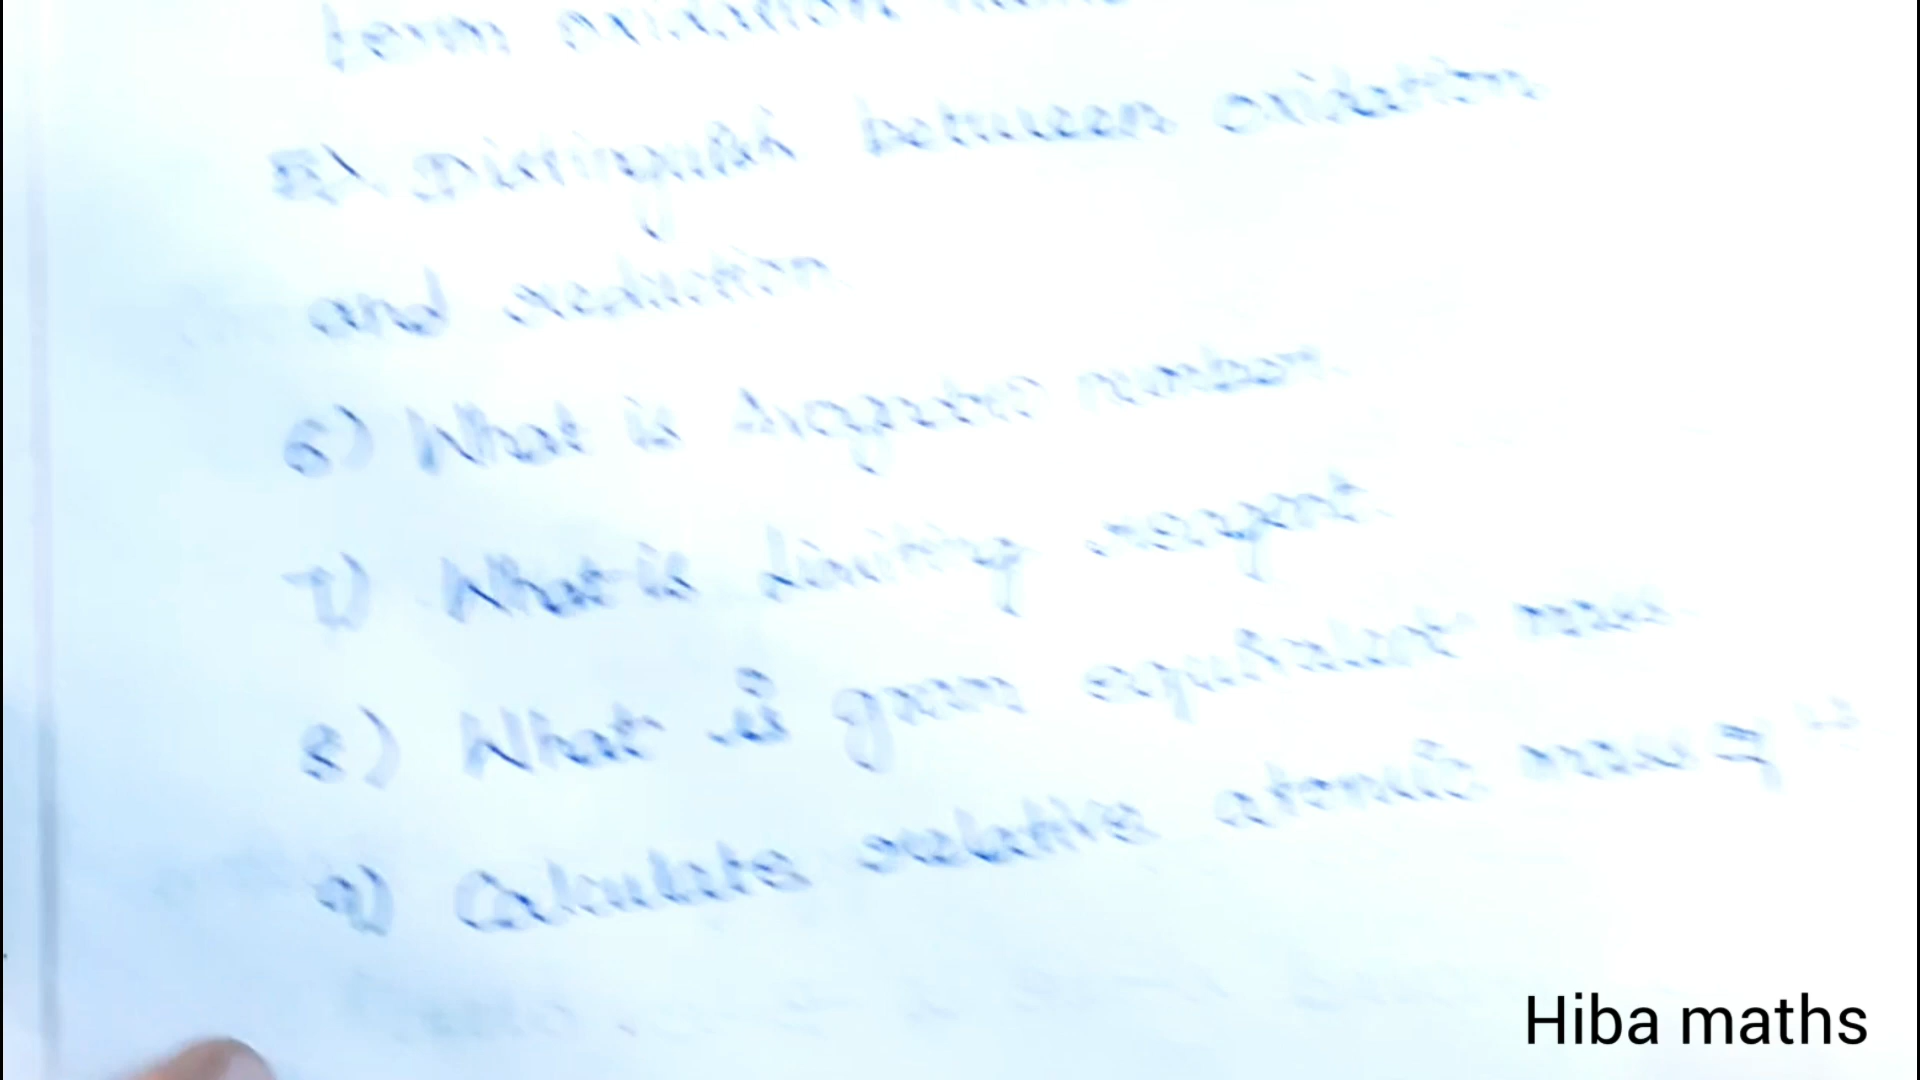 term oxidation
5) Distinguish between oxidation
and reduction
6) What is Avogadro number.
7) What is Limiting reagent.
8) What is gram equivalent mass
9) Calculate relative atomic mass of
Hiba maths